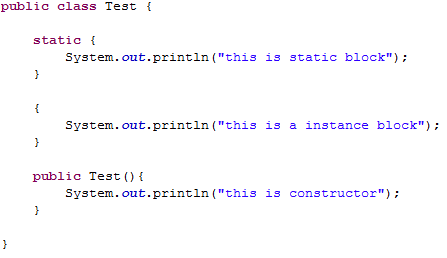 public class Test {
static {
System.out.println("this is static block");
}
{
System.out.println("this is a instance block");
}
public Test(){
System.out.println("this is constructor");
}
}